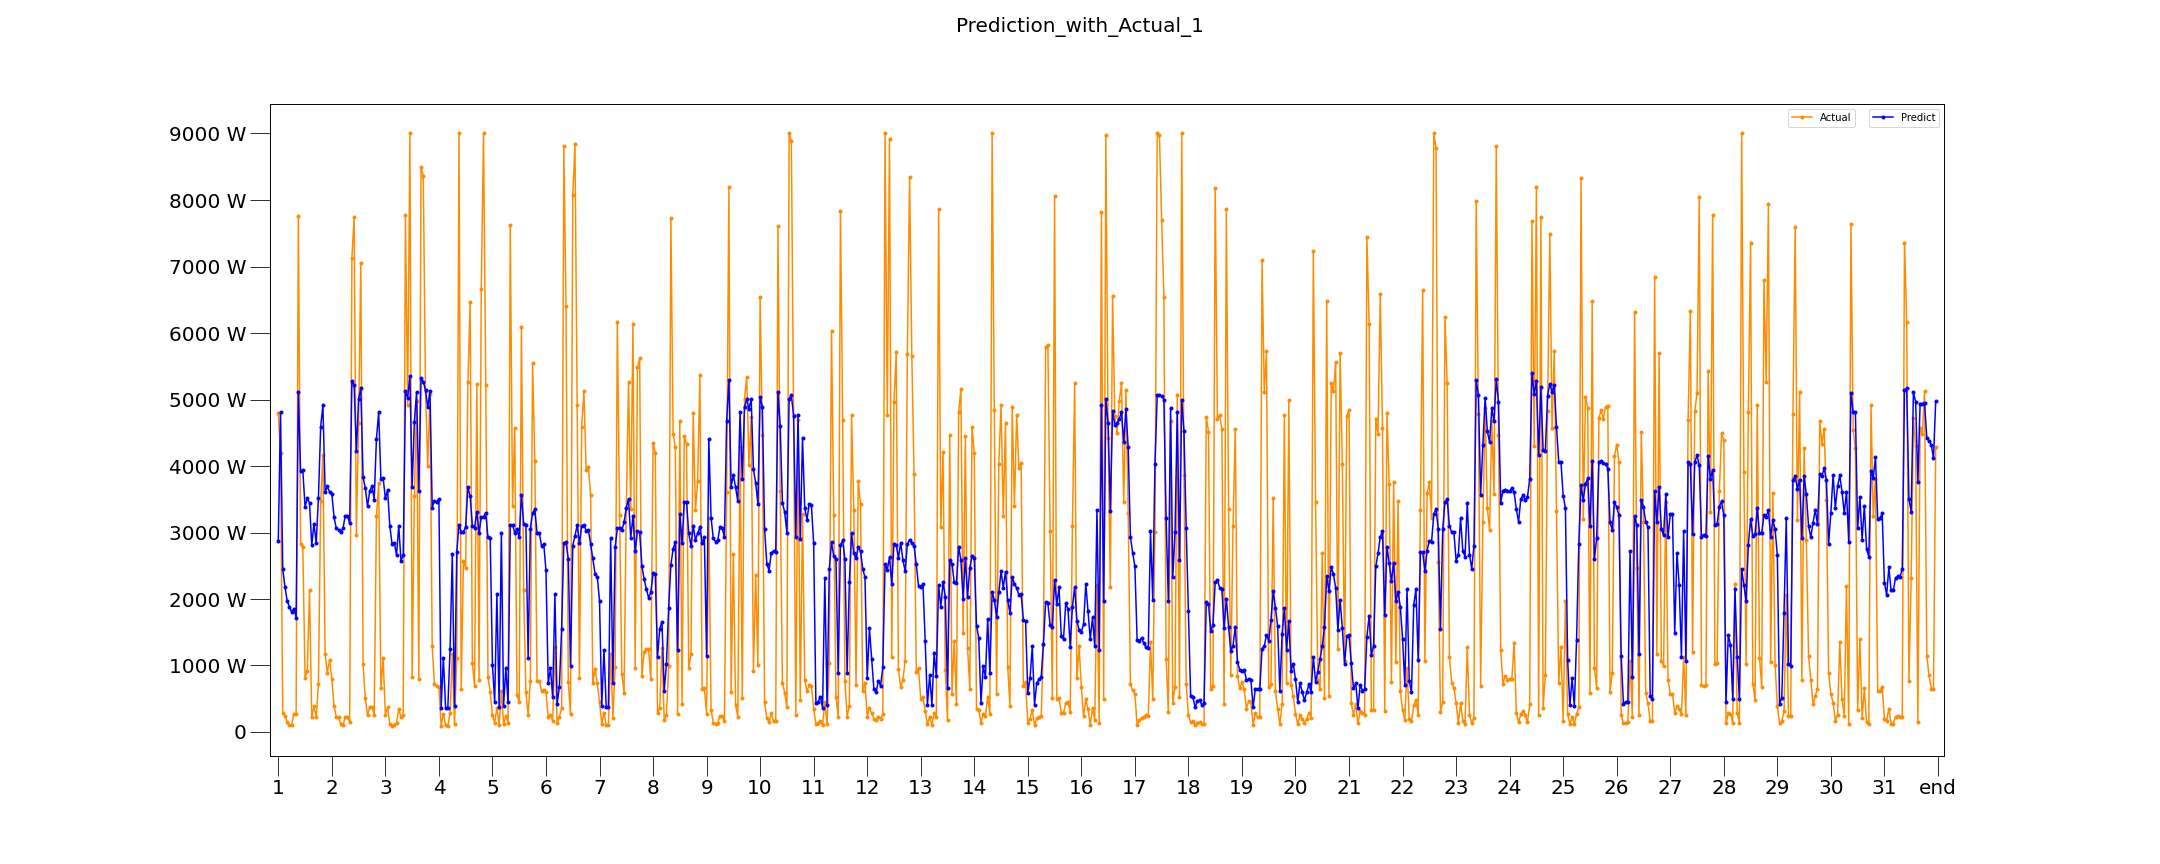 Prediction_with_Actual_1
Actual Predict
9000 W
8000 W
7000 W
6000 W
5000 W
4000 W
3000 W
2000 W
1000 W
0
1 2 3 4 5 6 7 8 9 10 11 12 13 14 15 16 17 18 19 20 21 22 23 24 25 26 27 28 29 30 31 end